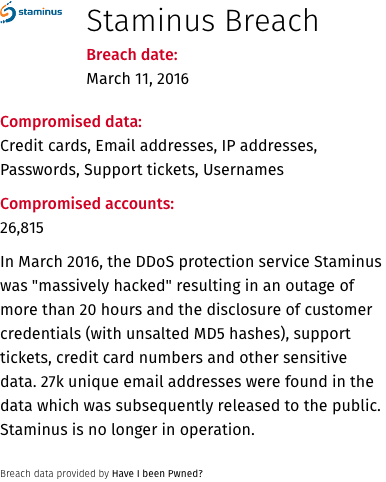 staminus
Staminus Breach
Breach date:
March 11, 2016
Compromised data:
Credit cards, Email addresses, IP addresses,
Passwords, Support tickets, Usernames
Compromised accounts:
26,815
In March 2016, the DDoS protection service Staminus
was "massively hacked" resulting in an outage of
more than 20 hours and the disclosure of customer
credentials (with unsalted MD5 hashes), support
tickets, credit card numbers and other sensitive
data. 27k unique email addresses were found in the
data which was subsequently released to the public.
Staminus is no longer in operation.
Breach data provided by Have I been Pwned?